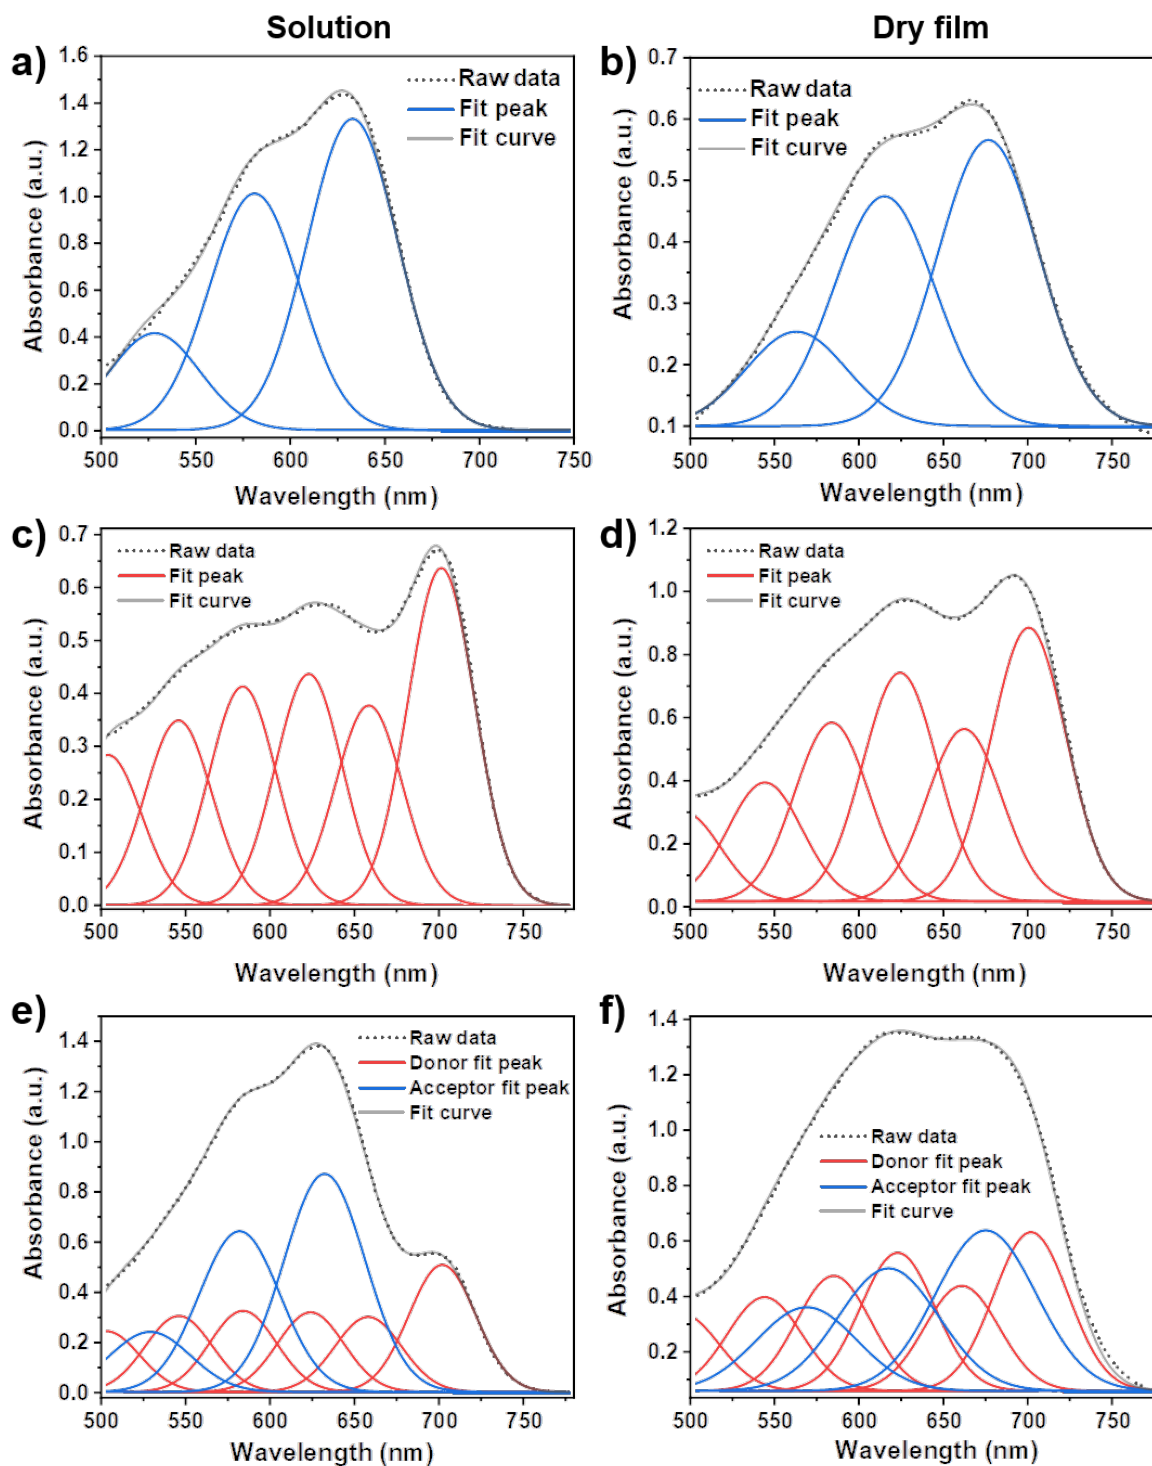 Solution
Dry film
a)
1.6
1.4
1.2
1.0
0.8
0.6
0.4
0.2
0.0
Absorbance (a.u.)
Raw data
Fit peak
Fit curve
500 550 600 650 700 750
Wavelength (nm)
b)
0.7
0.6
0.5
0.4
0.3
0.2
0.1
Absorbance (a.u.)
Raw data
Fit peak
Fit curve
500 550 600 650 700 750
Wavelength (nm)
c)
0.7
0.6
0.5
0.4
0.3
0.2
0.1
0.0
Absorbance (a.u.)
Raw data
Fit peak
Fit curve
500 550 600 650 700 750
Wavelength (nm)
d)
1.2
1.0
0.8
0.6
0.4
0.2
0.0
Absorbance (a.u.)
Raw data
Fit peak
Fit curve
500 550 600 650 700 750
Wavelength (nm)
e)
1.4
1.2
1.0
0.8
0.6
0.4
0.2
0.0
Absorbance (a.u.)
Raw data
Donor fit peak
Acceptor fit peak
Fit curve
500 550 600 650 700 750
Wavelength (nm)
f)
1.4
1.2
1.0
0.8
0.6
0.4
0.2
Absorbance (a.u.)
Raw data
Donor fit peak
Acceptor fit peak
Fit curve
500 550 600 650 700 750
Wavelength (nm)